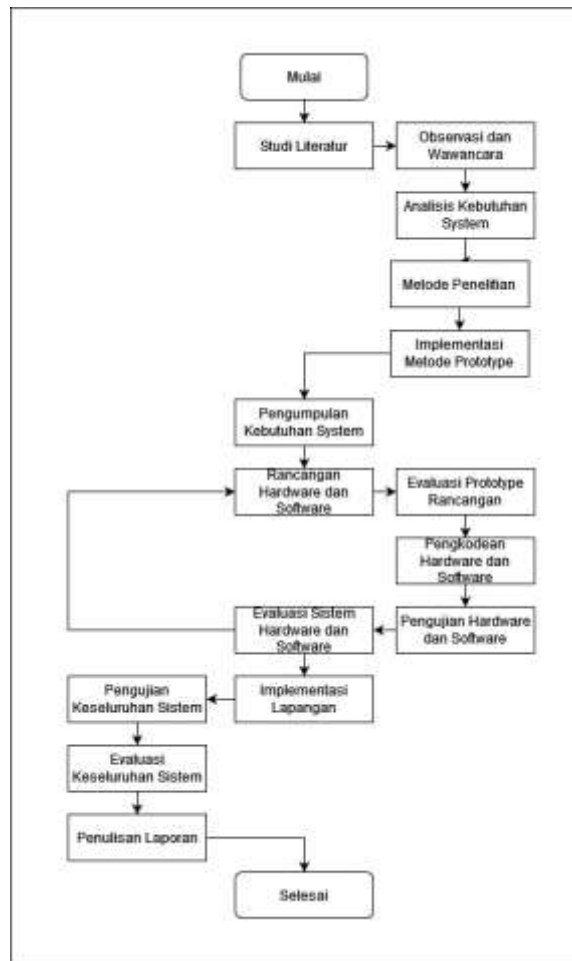 Mulai
Studi Literatur
Observasi dan
Wawancara
Analisis Kebutuhan
System
Metode Penelitian
Implementasi
Metode Prototype
Pengumpulan
Kebutuhan System
Rancangan
Hardware dan
Software
Evaluasi Prototype
Rancangan
Pengkodean
Hardware dan
Software
Pengujian Hardware
dan Software
Evaluasi Sistem
Hardware dan
Software
Implementasi
Lapangan
Pengujian
Keseluruhan Sistem
Evaluasi
Keseluruhan Sistem
Penulisan Laporan
Selesai